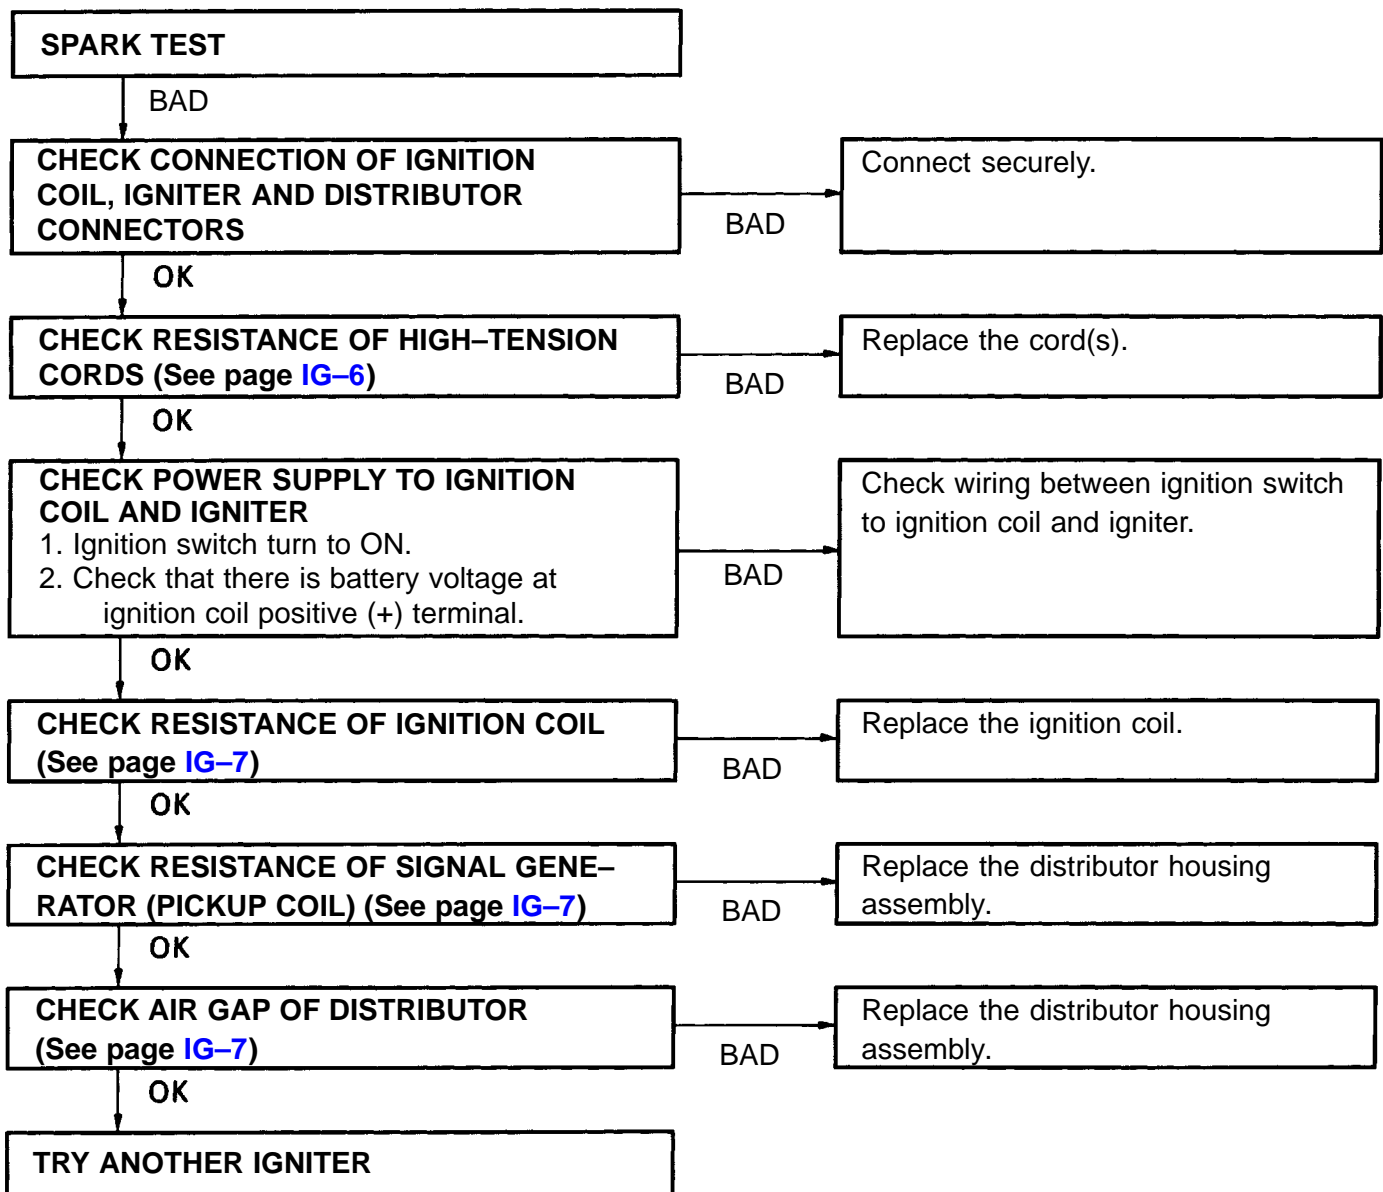 SPARK TEST
BAD
CHECK CONNECTION OF IGNITION
COIL, IGNITER AND DISTRIBUTOR
CONNECTORS
BAD
Connect securely.
OK
CHECK RESISTANCE OF HIGH–TENSION
CORDS (See page IG–6)
BAD
Replace the cord(s).
OK
CHECK POWER SUPPLY TO IGNITION
COIL AND IGNITER
1. Ignition switch turn to ON.
2. Check that there is battery voltage at
ignition coil positive (+) terminal.
BAD
Check wiring between ignition switch
to ignition coil and igniter.
OK
CHECK RESISTANCE OF IGNITION COIL
(See page IG–7)
BAD
Replace the ignition coil.
OK
CHECK RESISTANCE OF SIGNAL GENE–
RATOR (PICKUP COIL) (See page IG–7)
BAD
Replace the distributor housing
assembly.
OK
CHECK AIR GAP OF DISTRIBUTOR
(See page IG–7)
BAD
Replace the distributor housing
assembly.
OK
TRY ANOTHER IGNITER